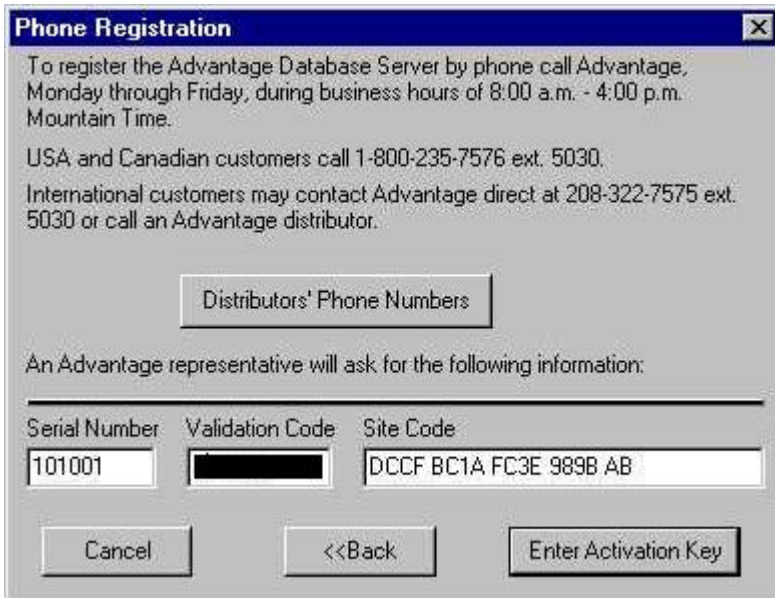 Phone Registration
To register the Advantage Database Server by phone call Advantage,
Monday through Friday, during business hours of 8:00 a.m. - 4:00 p.m.
Mountain Time.
USA and Canadian customers call 1-800-235-7576 ext. 5030.
International customers may contact Advantage direct at 208-322-7575 ext.
5030 or call an Advantage distributor.
Distributors' Phone Numbers
An Advantage representative will ask for the following information:
Serial Number Validation Code Site Code
101001 DCCF BC1A FC3E 989B AB
Cancel <<Back Enter Activation Key